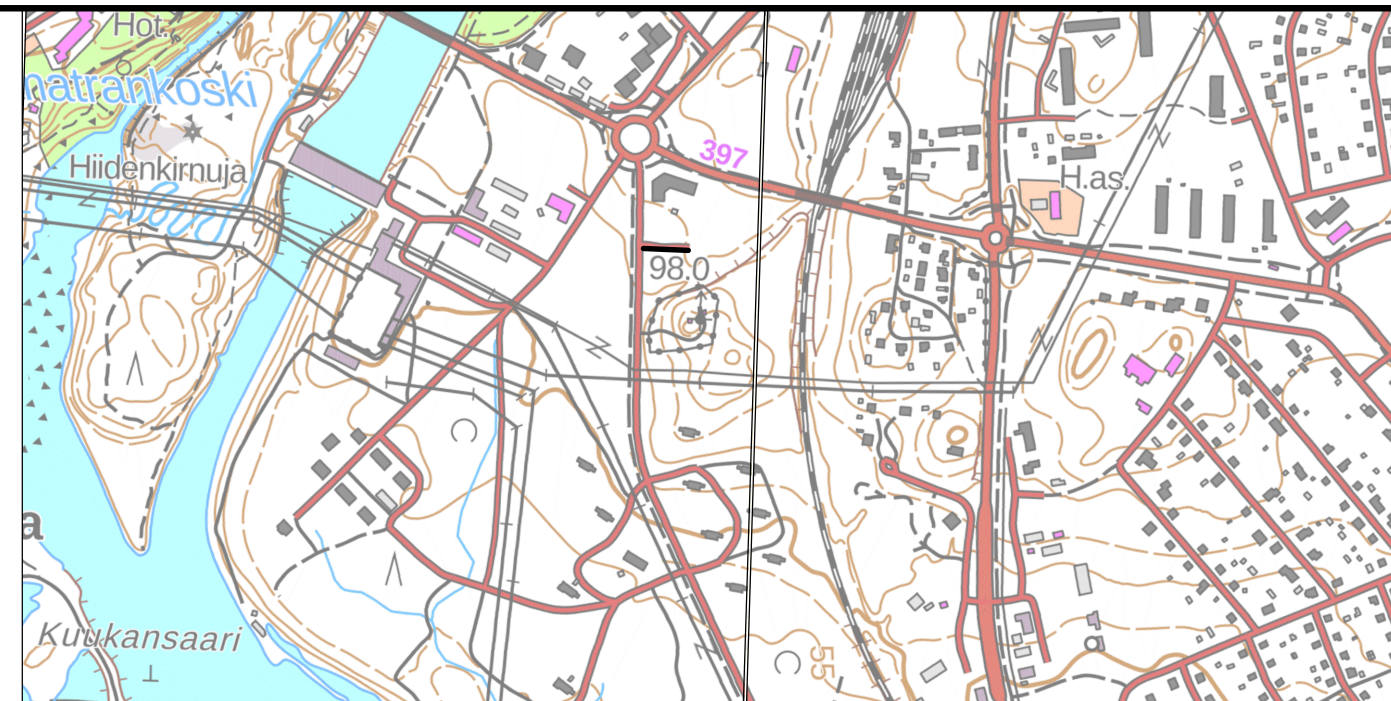 Hot.
natrankoski
Hiidenkirnuja
397
H.as.
98.0
a
Kuukansaari
55